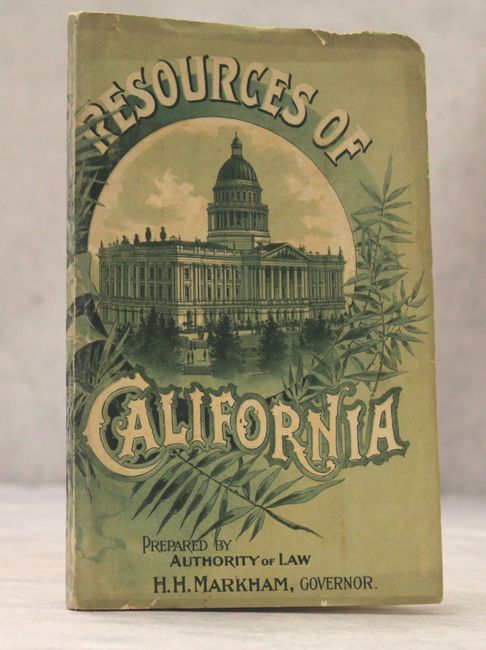 RESOURCES OF
CALIFORNIA
PREPARED BY
AUTHORITY OF LAW
H.H. MARKHAM, GOVERNOR.